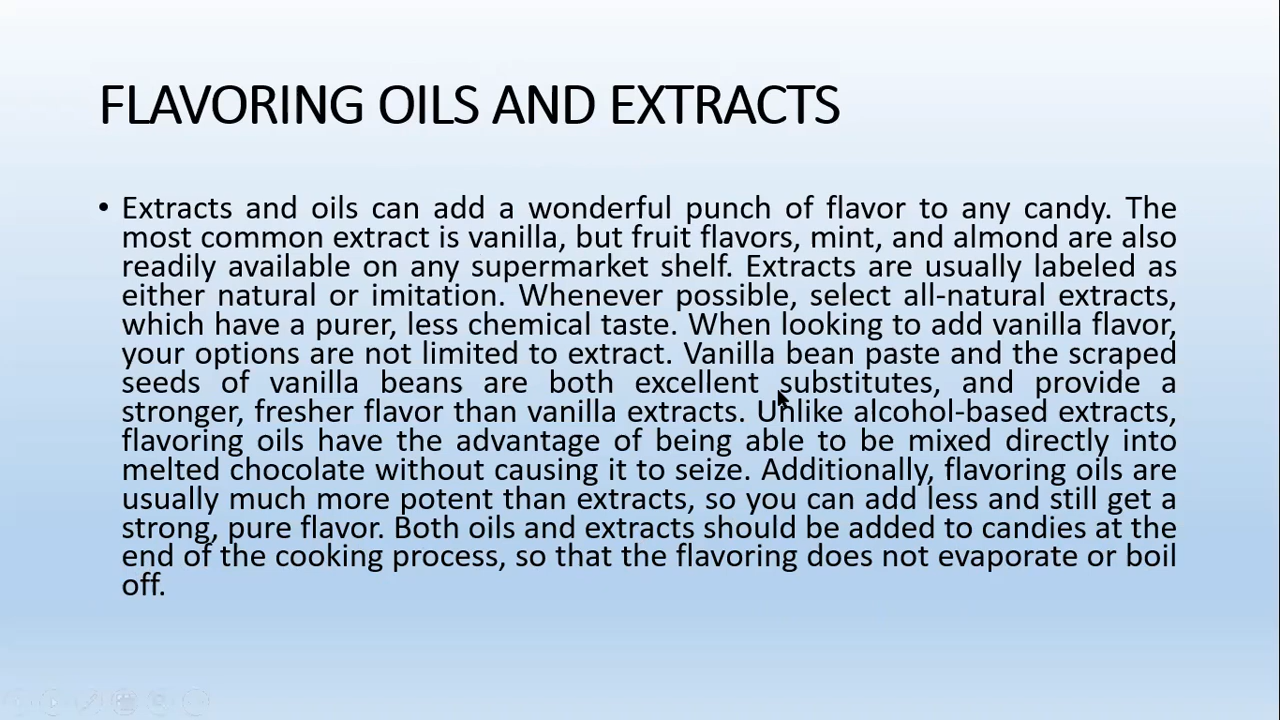 FLAVORING OILS AND EXTRACTS
• Extracts and oils can add a wonderful punch of flavor to any candy. The
most common extract is vanilla, but fruit flavors, mint, and almond are also
readily available on any supermarket shelf. Extracts are usually labeled as
either natural or imitation. Whenever possible, select all-natural extracts,
which have a purer, less chemical taste. When looking to add vanilla flavor,
your options are not limited to extract. Vanilla bean paste and the scraped
seeds of vanilla beans are both excellent substitutes, and provide a
stronger, fresher flavor than vanilla extracts. Unlike alcohol-based extracts,
flavoring oils have the advantage of being able to be mixed directly into
melted chocolate without causing it to seize. Additionally, flavoring oils are
usually much more potent than extracts, so you can add less and still get a
strong, pure flavor. Both oils and extracts should be added to candies at the
end of the cooking process, so that the flavoring does not evaporate or boil
off.